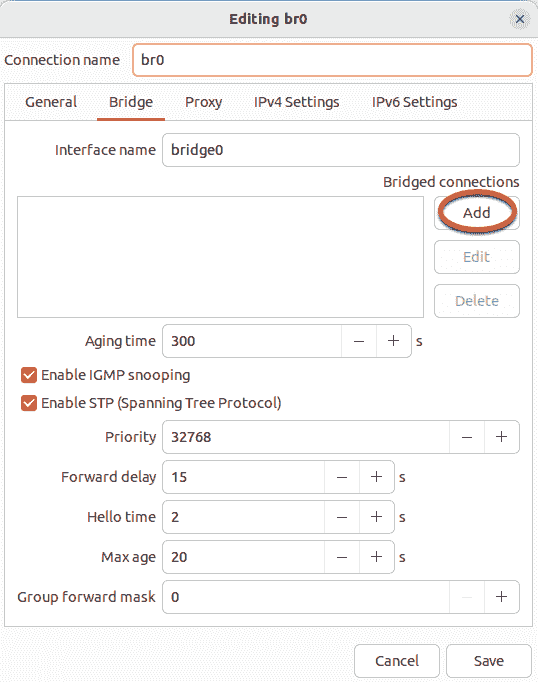 Editing br0
Connection name br0
General Bridge Proxy IPv4 Settings IPv6 Settings
Interface name bridge0
Bridged connections
Add
Edit
Delete
Aging time 300 s
Enable IGMP snooping
Enable STP (Spanning Tree Protocol)
Priority 32768
Forward delay 15 s
Hello time 2 s
Max age 20 s
Group forward mask 0
Cancel Save